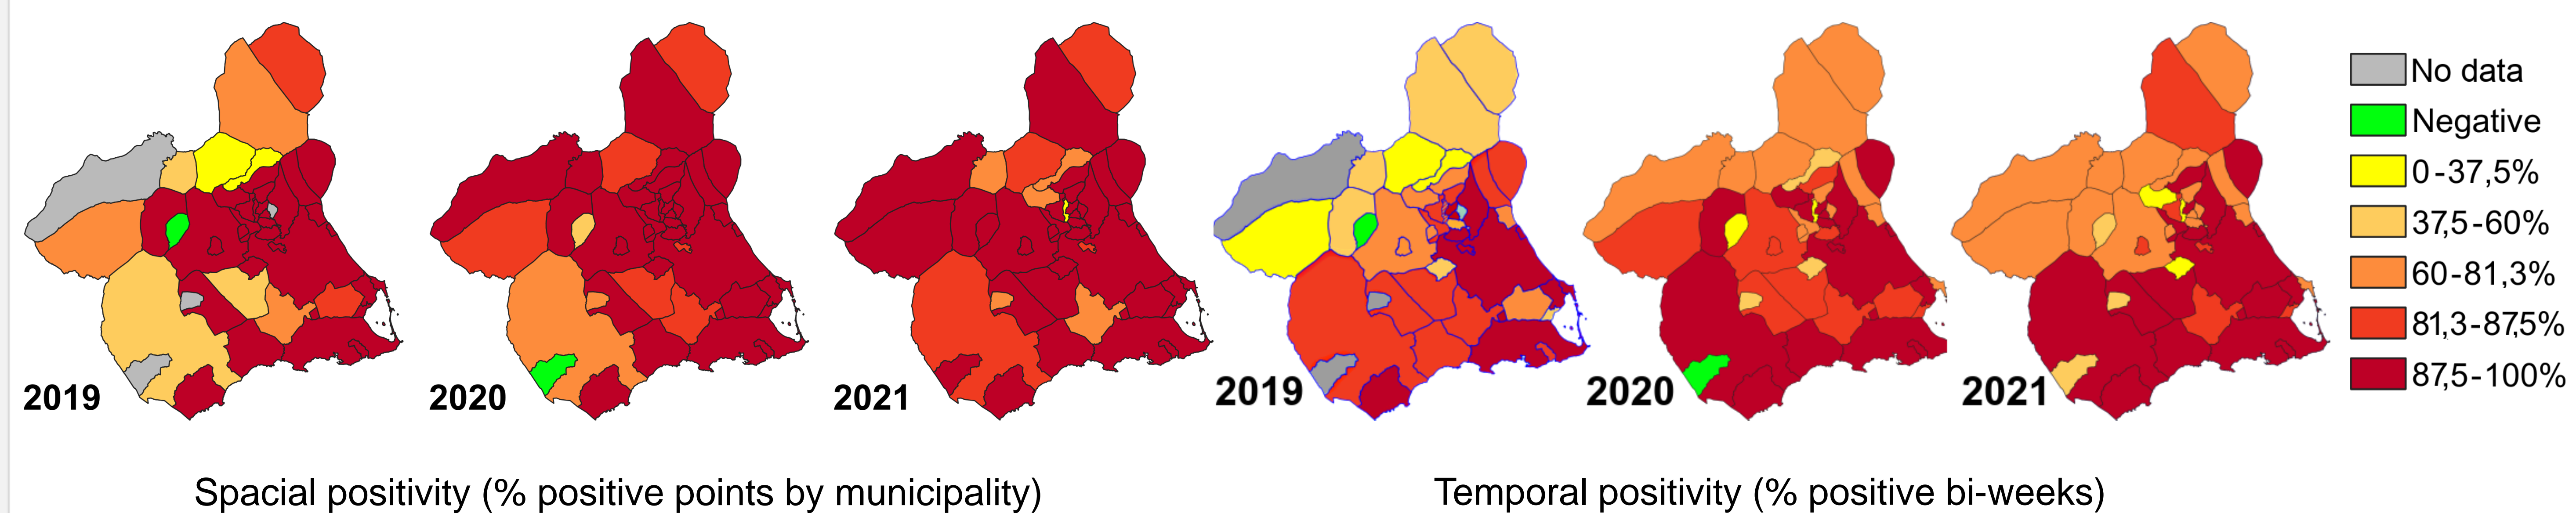 No data
Negative
0-37,5%
37,5-60%
60-81,3%
81,3-87,5%
87,5-100%
2019
2020
2021
2019
2020
2021
Spacial positivity (% positive points by municipality)
Temporal positivity (% positive bi-weeks)